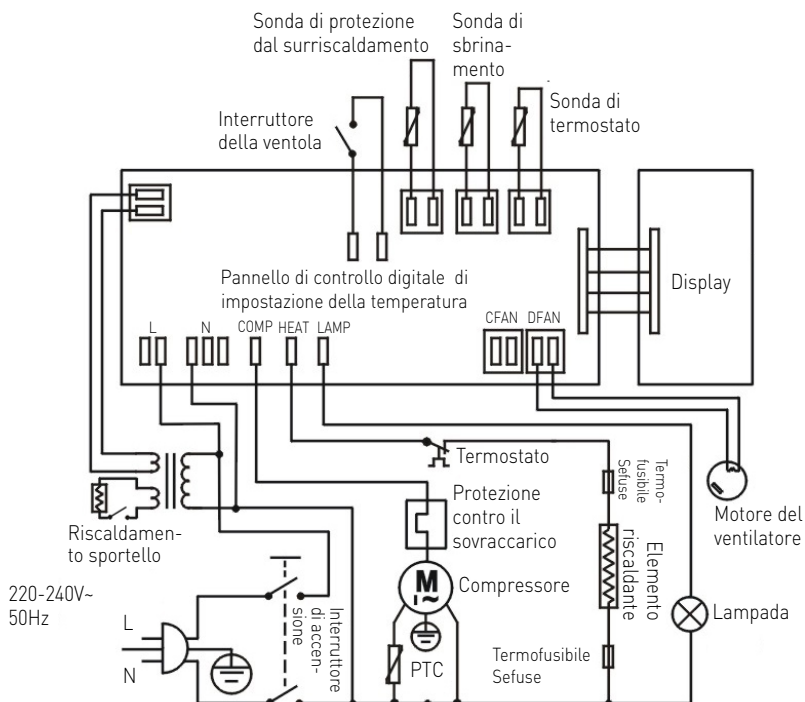 Sonda di protezione
dal surriscaldamento
Sonda di
sbrina-
mento
Sonda di
termostato
Interruttore
della ventola
Pannello di controllo digitale di
impostazione della temperatura
Display
L
N
COMP
HEAT
LAMP
CFAN
DFAN
Termostato
Termo-
fusibile
Sefuse
Motore del
ventilatore
Riscaldamen-
to sportello
Protezione
contro il
sovraccarico
Elemento
riscaldante
220-240V~
50Hz
L
N
Interruttore
di accen-
sione
M
I~
Compressore
PTC
Termofusibile
Sefuse
Lampada